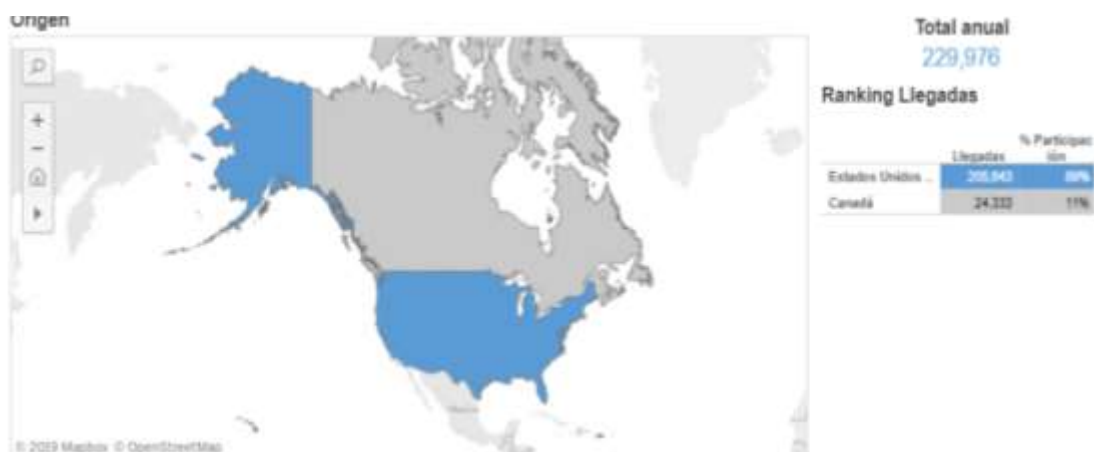 Origen
Total anual
229,976
Ranking Llegadas
% Participac
Llegadas ión
Estados Unidos .. 205,643 89%
Canadá 24,333 11%
© 2019 Mapbox © OpenStreetMap